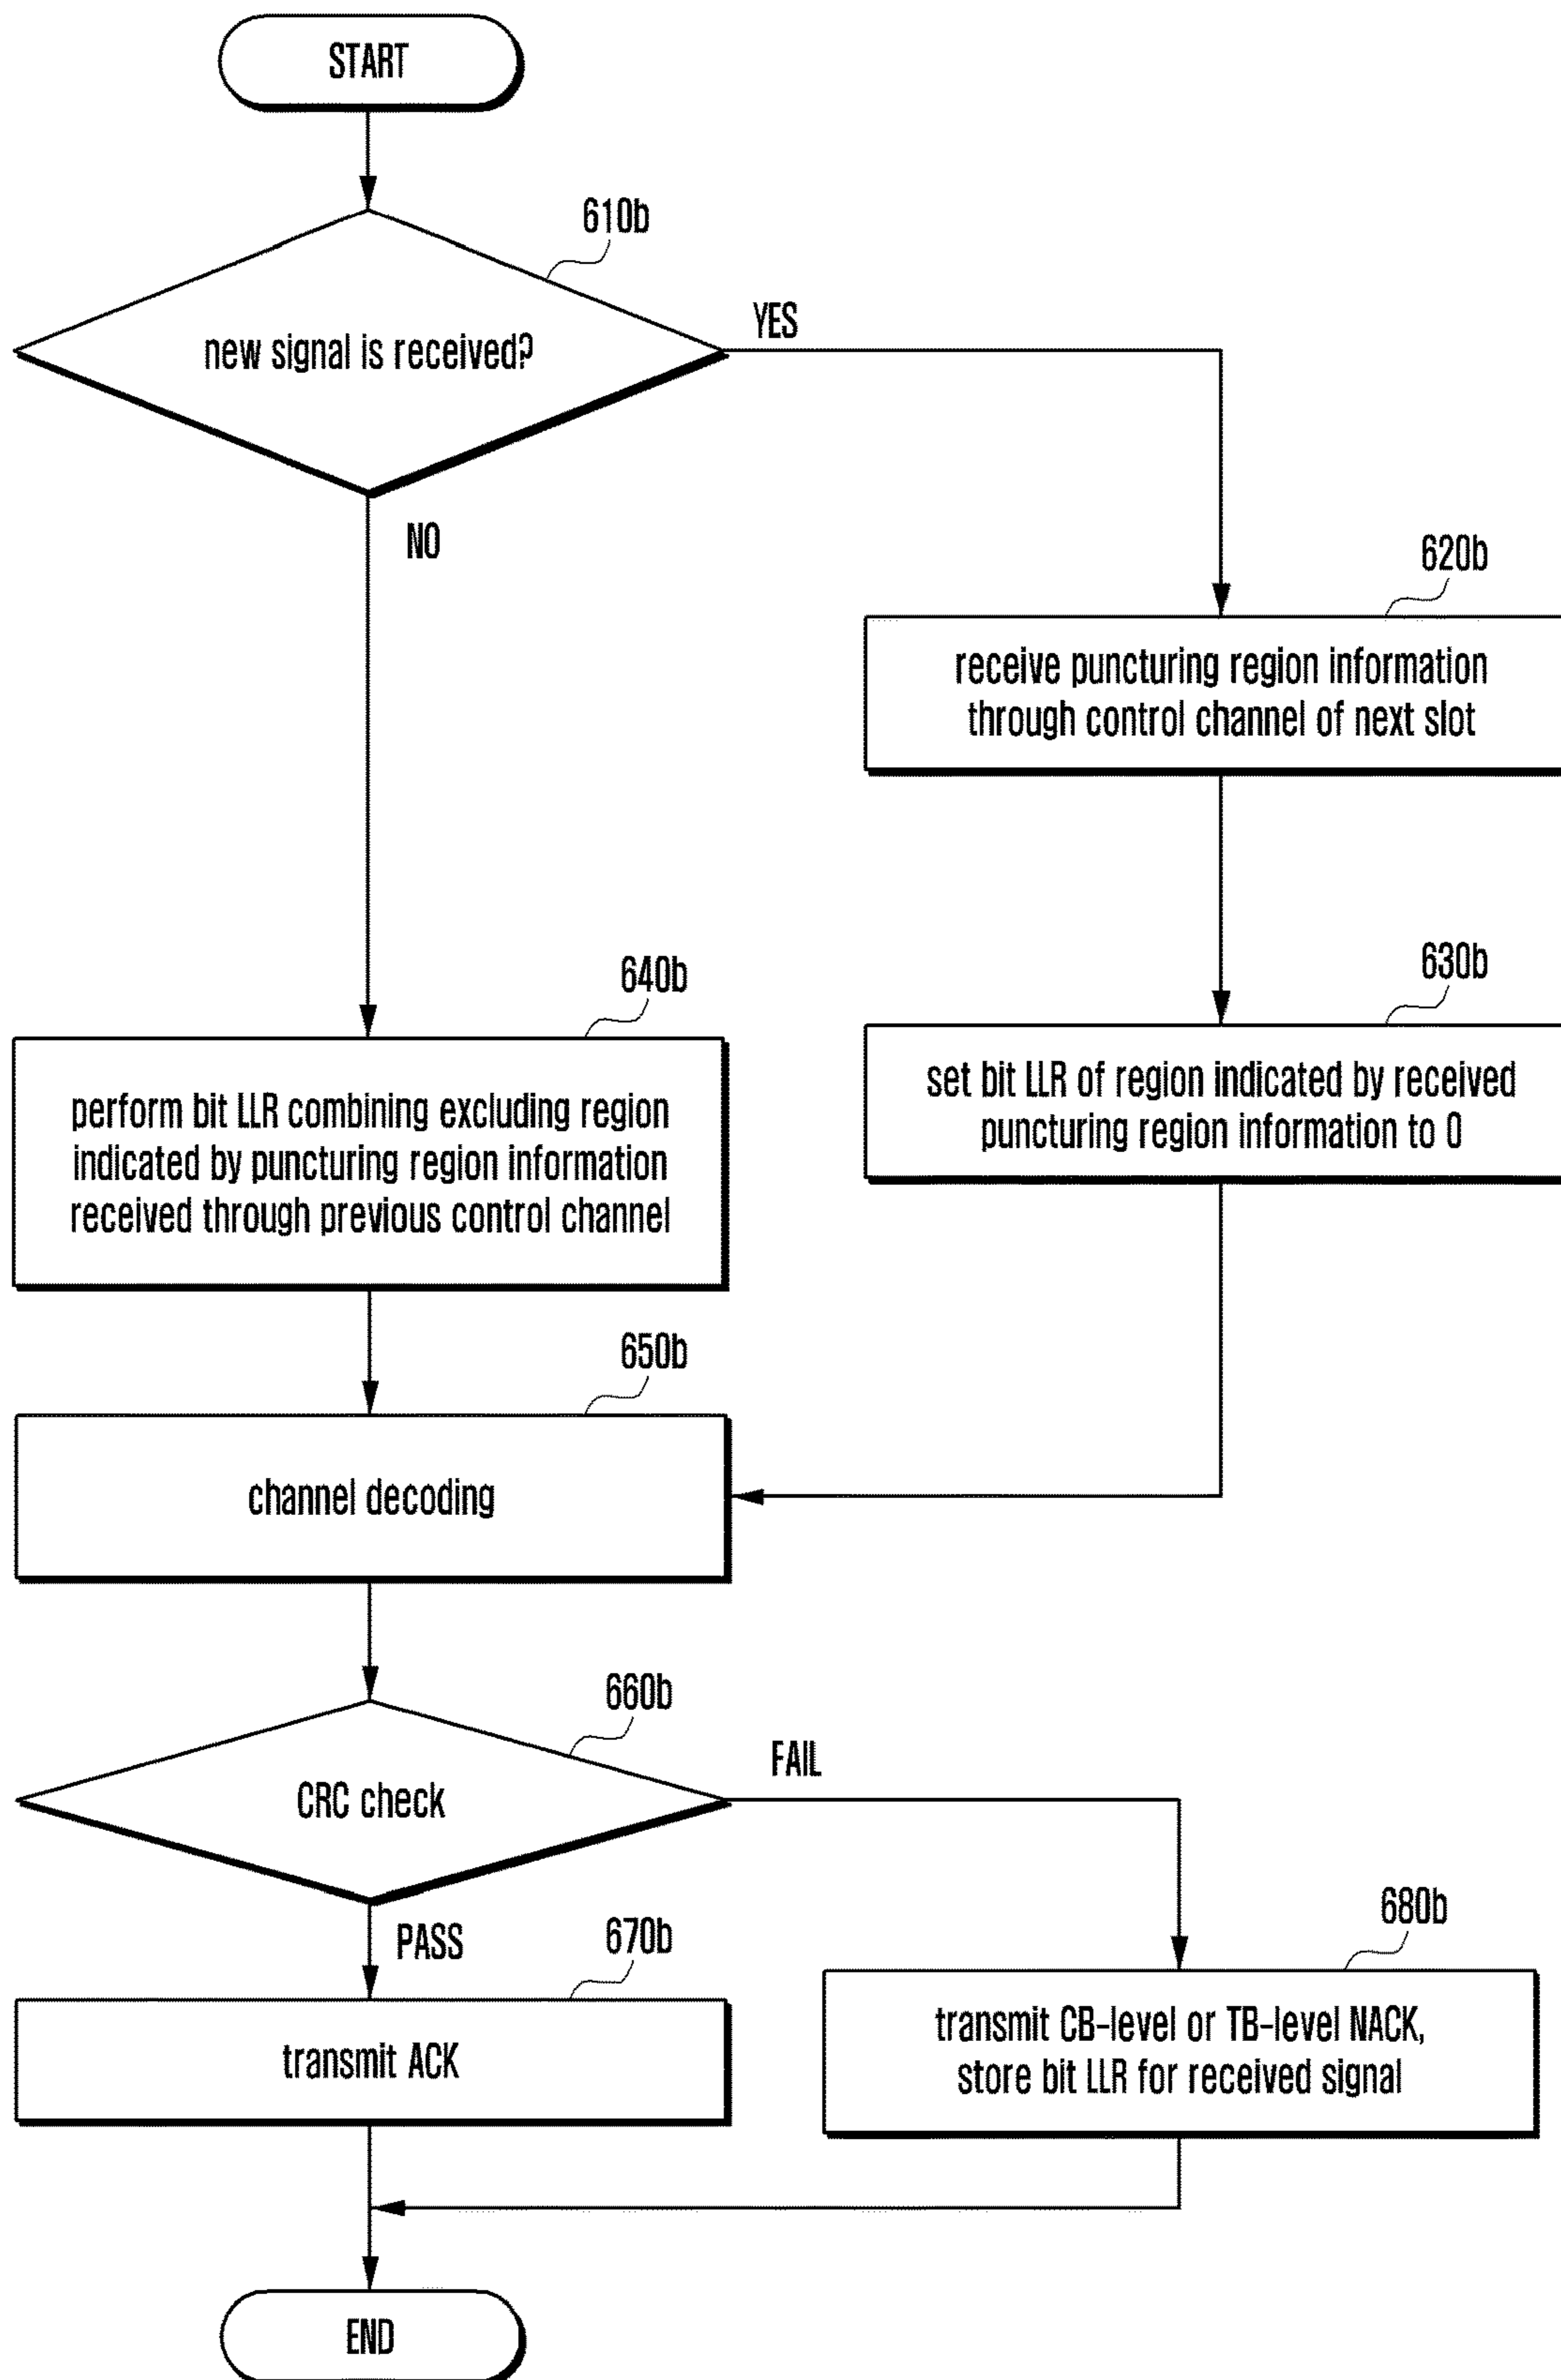 START
610b
new signal is received?
YES
NO
620b
receive puncturing region information
through control channel of next slot
630b
set bit LLR of region indicated by received
puncturing region information to 0
640b
perform bit LLR combining excluding region
indicated by puncturing region information
received through previous control channel
650b
channel decoding
660b
CRC check
FAIL
PASS
670b
transmit ACK
680b
transmit CB-level or TB-level NACK,
store bit LLR for received signal
END